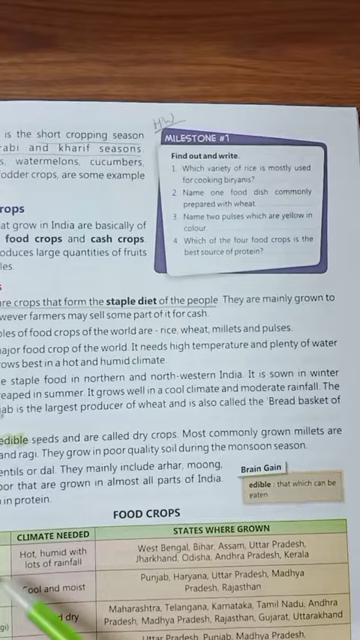 HW
is the short cropping season
rabi and kharif seasons.
s, watermelons, cucumbers,
odder crops, are some example
MILESTONE #1
Find out and write.
1. Which variety of rice is mostly used
for cooking biryanis?
2. Name one food dish commonly
prepared with wheat.
3. Name two pulses which are yellow in
colour.
4. Which of the four food crops is the
best source of protein?
rops
at grow in India are basically of
food crops and cash crops.
oduces large quantities of fruits
les.
s
are crops that form the staple diet of the people. They are mainly grown to
wever farmers may sell some part of it for cash.
ples of food crops of the world are - rice, wheat, millets and pulses.
ajor food crop of the world. It needs high temperature and plenty of water
rows best in a hot and humid climate.
e staple food in northern and north-western India. It is sown in winter
eaped in summer. It grows well in a cool climate and moderate rainfall. The
jab is the largest producer of wheat and is also called the 'Bread basket of
edible seeds and are called dry crops. Most commonly grown millets are
and ragi. They grow in poor quality soil during the monsoon season.
entils or dal. They mainly include arhar, moong,
oor that are grown in almost all parts of India.
n in protein.
Brain Gain
edible : that which can be
eaten
FOOD CROPS
CLIMATE NEEDED
STATES WHERE GROWN
Hot, humid with
lots of rainfall
West Bengal, Bihar, Assam, Uttar Pradesh,
Jharkhand, Odisha, Andhra Pradesh, Kerala
Cool and moist
Punjab, Haryana, Uttar Pradesh, Madhya
Pradesh, Rajasthan
gi)
d dry
Maharashtra, Telangana, Karnataka, Tamil Nadu, Andhra
Pradesh, Madhya Pradesh, Rajasthan, Gujarat, Uttarakhand
Uttar Pradesh, Punjab, Madhya Pradesh,